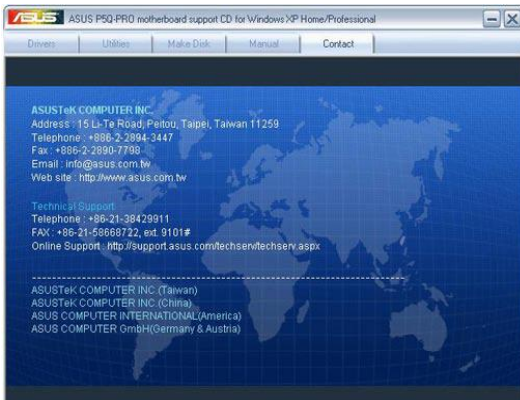 ASUS ASUS P5Q-PRO motherboard support CD for Windows XP Home/Professional
Drivers Utilities Make Disk Manual Contact
ASUSTeK COMPUTER INC.
Address : 15 Li-Te Road, Peitou, Taipei, Taiwan 11259
Telephone : +886-2-2894-3447
Fax : +886-2-2890-7798
Email : info@asus.com.tw
Web site : http://www.asus.com.tw
Technical Support
Telephone : +86-21-38429911
FAX : +86-21-58668722, ext. 9101#
Online Support : http://support.asus.com/techserv/techserv.aspx
ASUSTeK COMPUTER INC.(Taiwan)
ASUSTeK COMPUTER INC.(China)
ASUS COMPUTER INTERNATIONAL(America)
ASUS COMPUTER GmbH(Germany & Austria)